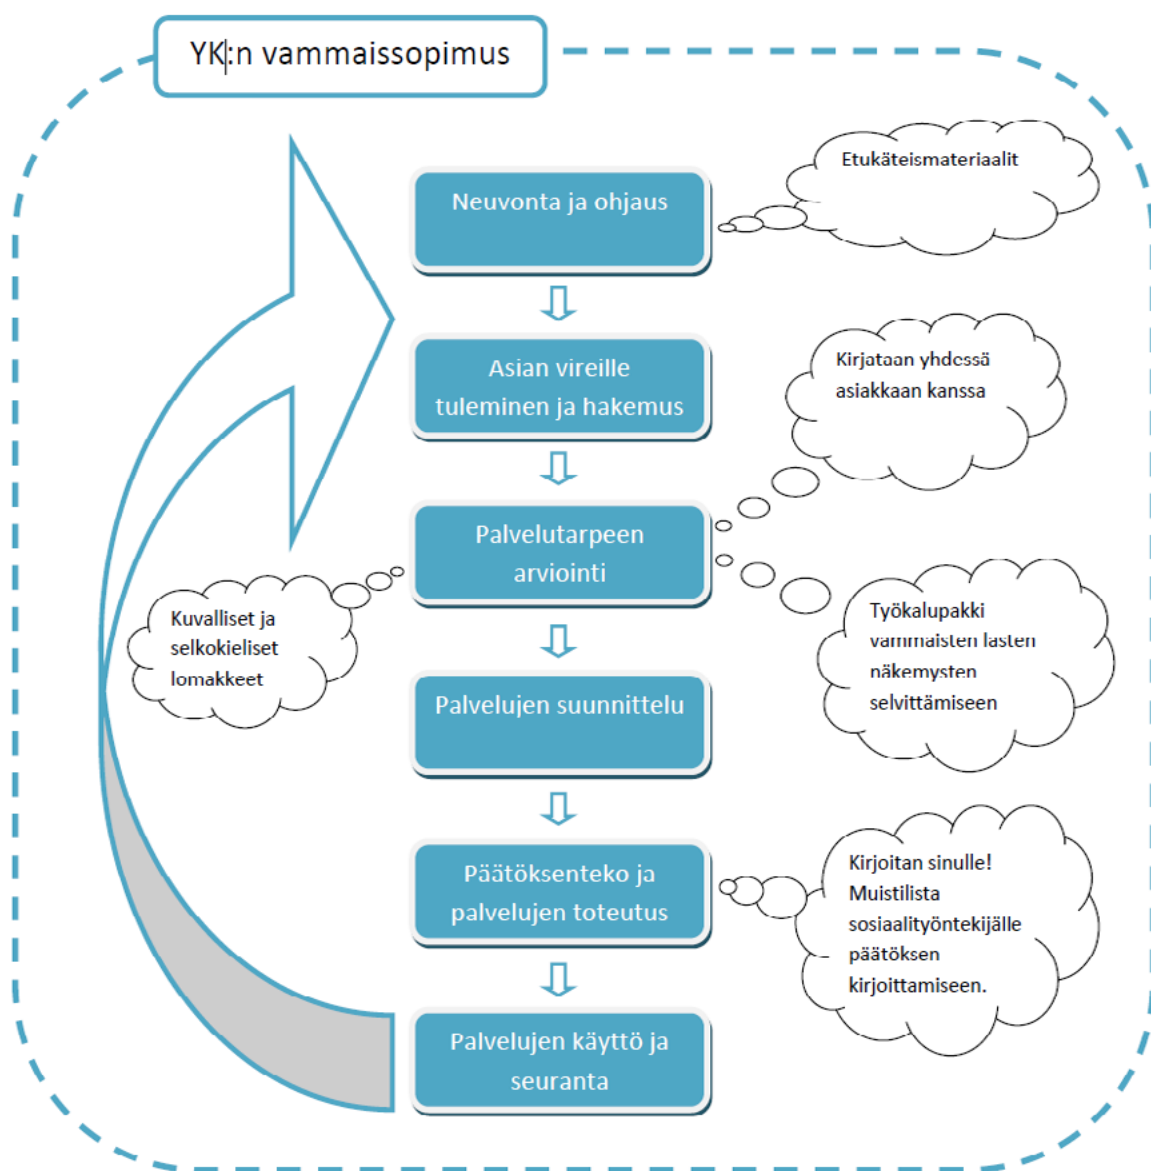 YK:n vammaissopimus
Etukäteismateriaalit
Neuvonta ja ohjaus
Asian vireille
tuleminen ja hakemus
Kirjataan yhdessä
asiakkaan kanssa
Palvelutarpeen
arviointi
Kuvalliset ja
selkokieliset
lomakkeet
Työkalupakki
vammaisten lasten
näkemysten
selvittämiseen
Palvelujen suunnittelu
Päätöksenteko ja
palvelujen toteutus
Kirjoitan sinulle!
Muistilista
sosiaalityöntekijälle
päätöksen
kirjoittamiseen.
Palvelujen käyttö ja
seuranta